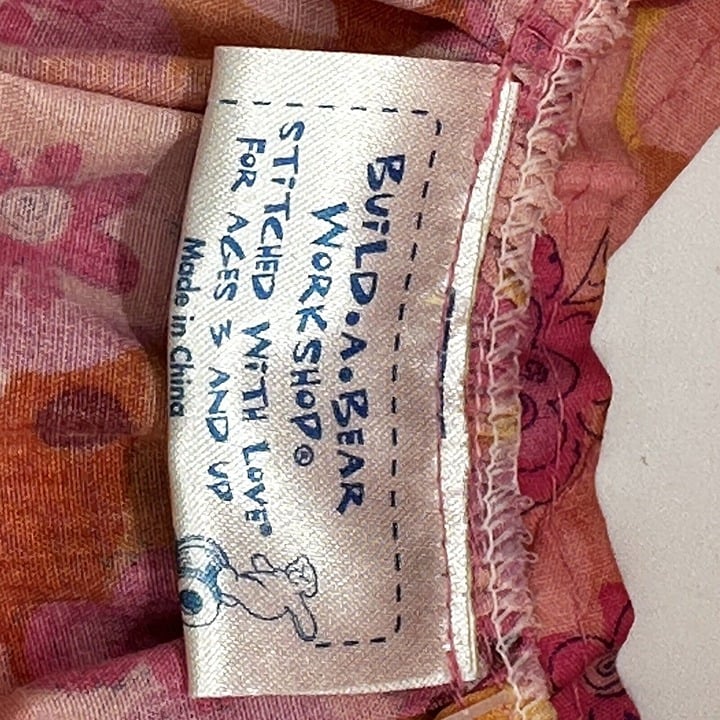 BUiLD•A•BEAR
WORKSHOP®
STiTCHED WiTH LOVE®
FOR AGES 3 AND UP
Made in China